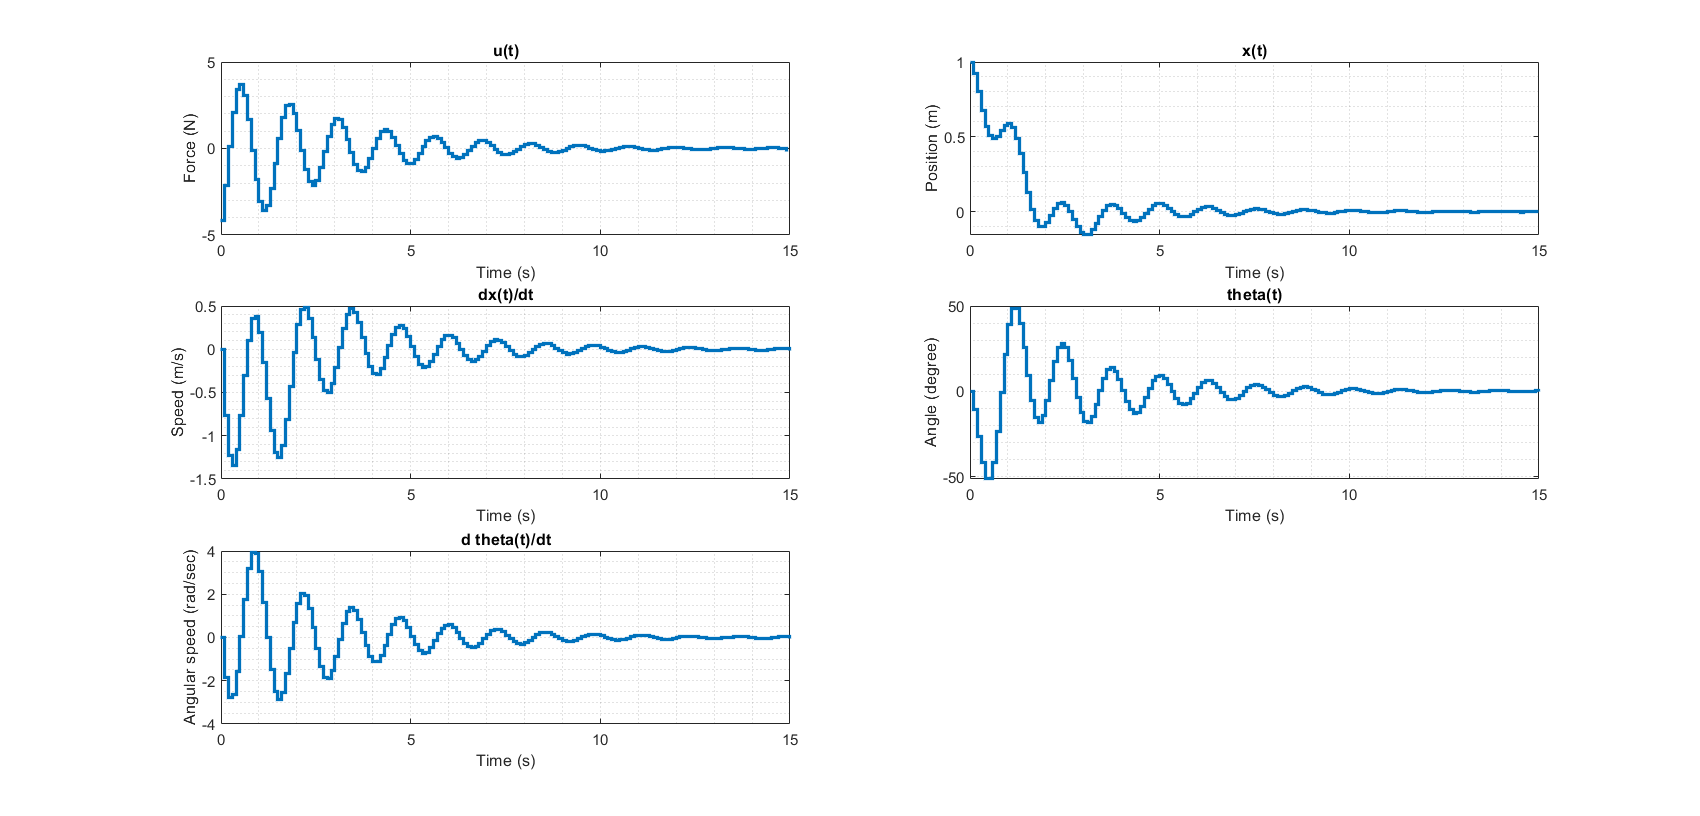 u(t)
5
0
-5
Force (N)
0 5 10 15
Time (s)
x(t)
1
0.5
0
Position (m)
0 5 10 15
Time (s)
dx(t)/dt
0.5
0
-0.5
-1
-1.5
Speed (m/s)
0 5 10 15
Time (s)
theta(t)
50
0
-50
Angle (degree)
0 5 10 15
Time (s)
d theta(t)/dt
4
2
0
-2
-4
Angular speed (rad/sec)
0 5 10 15
Time (s)